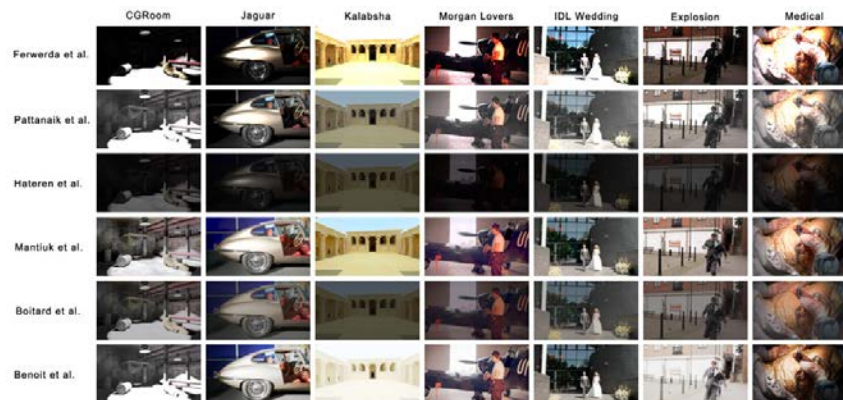 CGRoom Jaguar Kalabsha Morgan Lovers IDL Wedding Explosion Medical
Ferwerda et al.
Pattanaik et al.
Hateren et al.
Mantiuk et al.
Boitard et al.
Benoit et al.